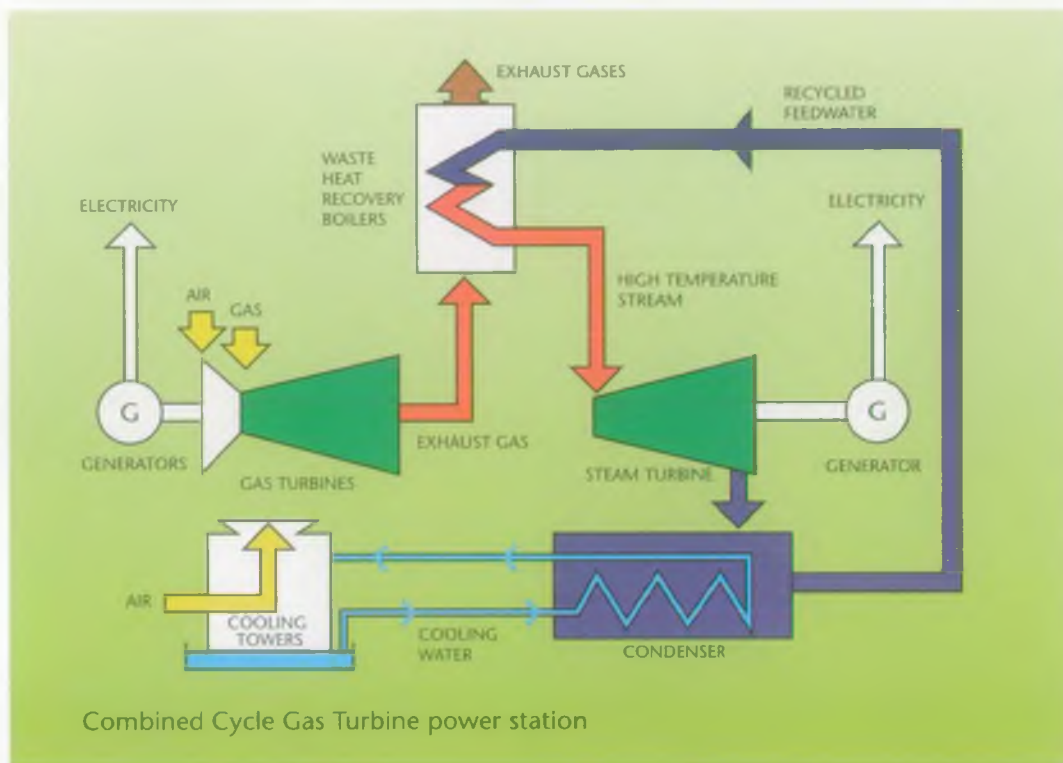 EXHAUST GASES
RECYCLED
FEEDWATER
WASTE
HEAT
RECOVERY
BOILERS
ELECTRICITY
ELECTRICITY
HIGH TEMPERATURE
STREAM
AIR
GAS
G
G
GENERATORS
EXHAUST GAS
GAS TURBINES
STEAM TURBINE
GENERATOR
AIR
COOLING
TOWERS
COOLING
WATER
CONDENSER
Combined Cycle Gas Turbine power station